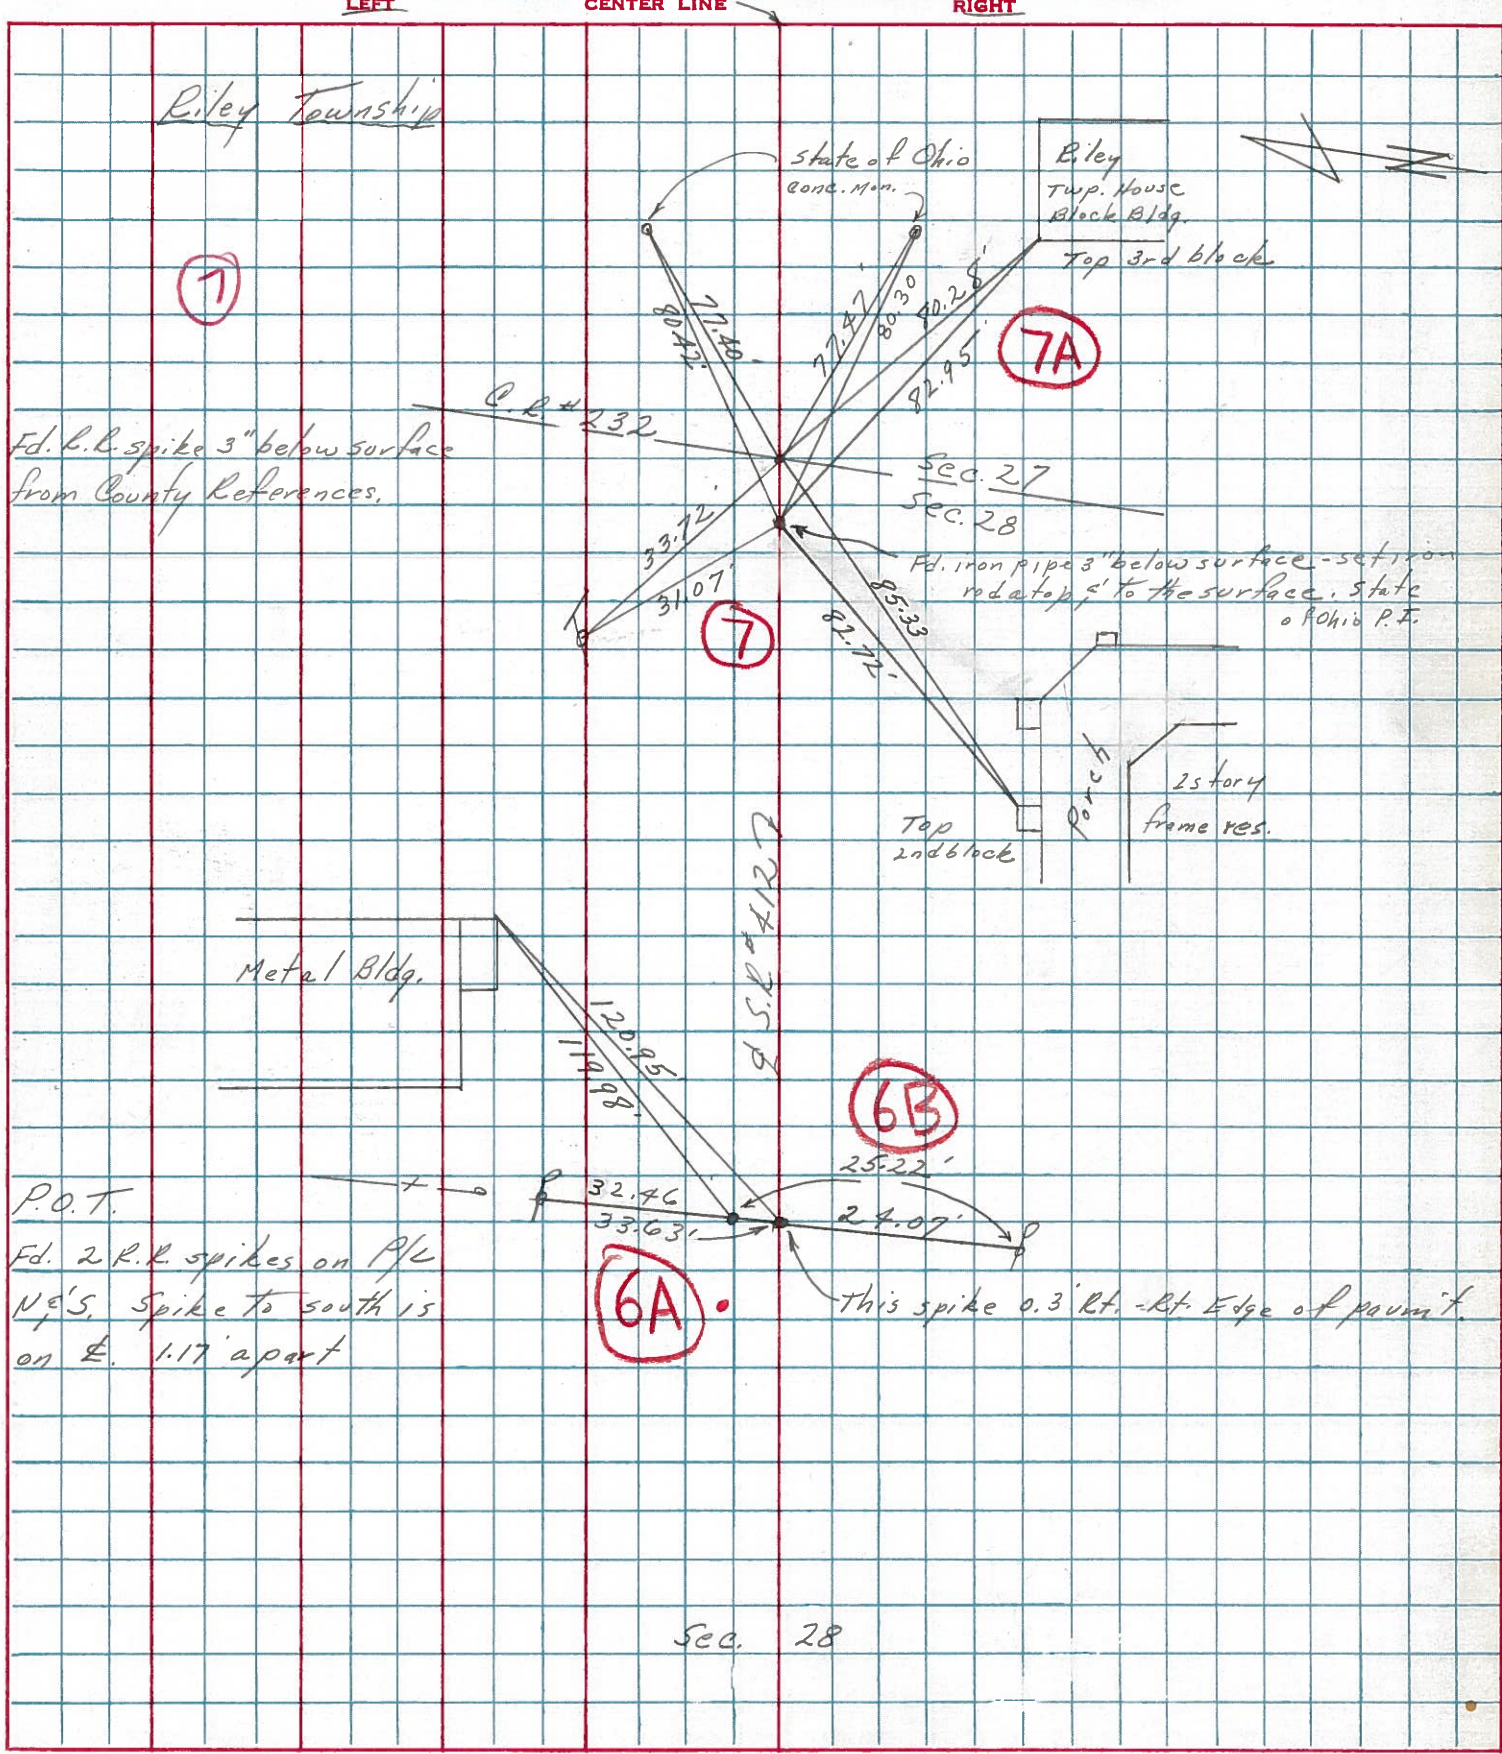 LEFT CENTER LINE RIGHT
Riley Township
State of Ohio
Conc. Mon.
Riley
Twp. House
Block Bldg.
Top 3rd block
N
7
77.40'
80.42'
77.47'
80.30
80.28'
82.95'
7A
C.R. # 232
Fd. R.R. spike 3" below surface
from County References.
Sec. 27
Sec. 28
33.72'
31.07'
7
Fd. iron pipe 3" below surface - set iron
rod atop & to the surface. State
of Ohio P.I.
85.33
82.72'
Porch
2 story
frame res.
Top
2nd block
℄ S.R. # 412
Metal Bldg.
120.95'
119.98'
6B
25.22'
P.O.T.
32.46
33.63'
24.07'
Fd. 2 R.R. spikes on P/L
N&S. Spike to south is
on ℄. 1.17' apart
6A
This spike 0.3' Rt. - Rt. Edge of pavm't.
Sec. 28